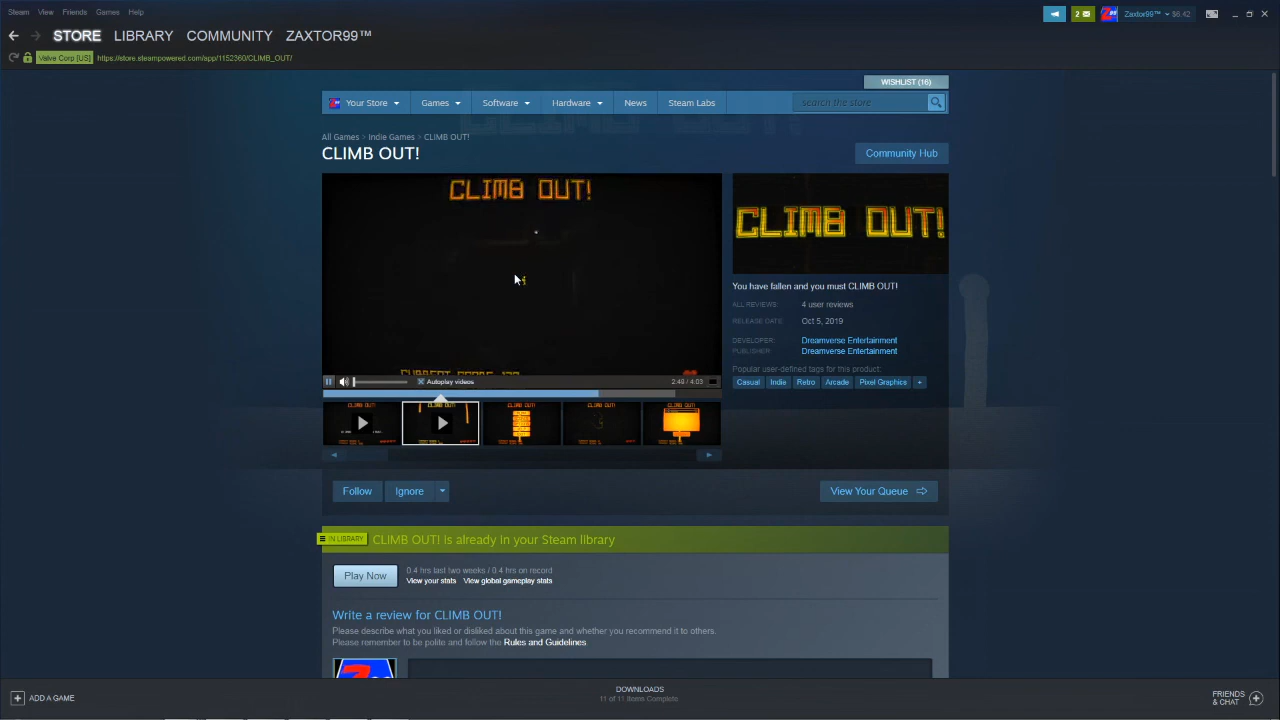 Steam View Friends Games Help
2 Zaxtor99™ $6.42
STORE LIBRARY COMMUNITY ZAXTOR99™
Valve Corp [US] https://store.steampowered.com/app/1152360/CLIMB_OUT/
WISHLIST (16)
Your Store Games Software Hardware News Steam Labs search the store
All Games > Indie Games > CLIMB OUT!
CLIMB OUT!
Community Hub
CLIMB OUT!
CLIMB OUT!
You have fallen and you must CLIMB OUT!
ALL REVIEWS: 4 user reviews
RELEASE DATE: Oct 5, 2019
DEVELOPER: Dreamverse Entertainment
PUBLISHER: Dreamverse Entertainment
Popular user-defined tags for this product:
Casual Indie Retro Arcade Pixel Graphics +
Autoplay videos 2:49 / 4:03
Follow Ignore View Your Queue
IN LIBRARY CLIMB OUT! is already in your Steam library
Play Now
0.4 hrs last two weeks / 0.4 hrs on record
View your stats View global gameplay stats
Write a review for CLIMB OUT!
Please describe what you liked or disliked about this game and whether you recommend it to others.
Please remember to be polite and follow the Rules and Guidelines.
ADD A GAME
DOWNLOADS
11 of 11 Items Complete
FRIENDS
& CHAT